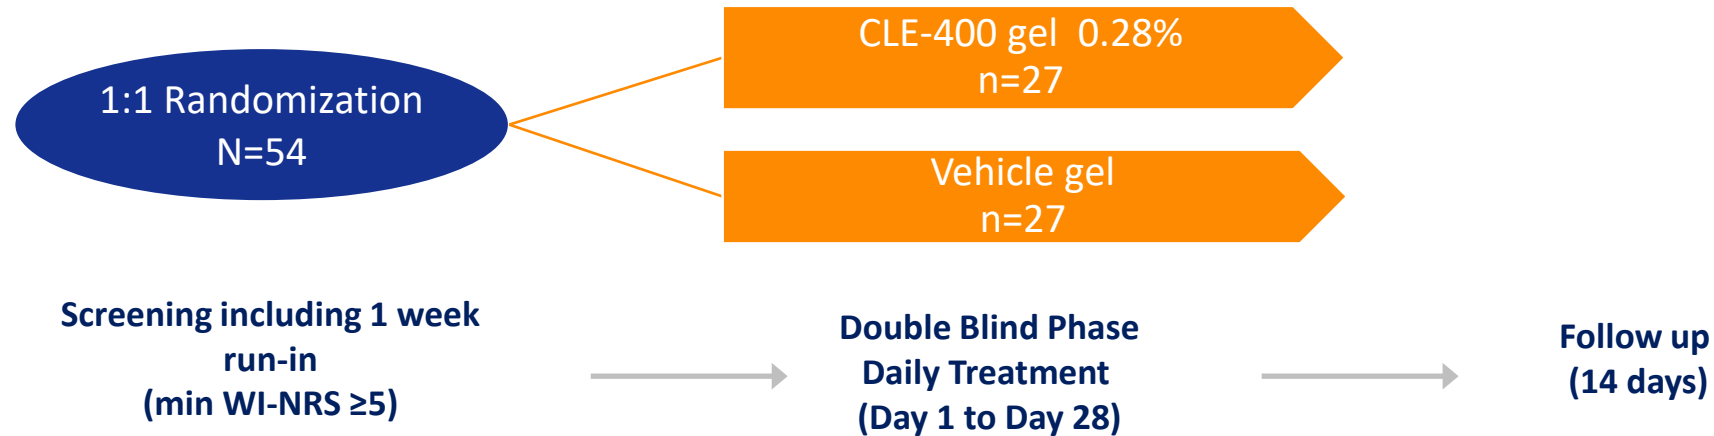 1:1 Randomization
N=54
CLE-400 gel  0.28%
n=27
Vehicle gel
n=27
Screening including 1 week
run-in
(min WI-NRS ≥5)
Double Blind Phase
Daily Treatment
(Day 1 to Day 28)
Follow up
(14 days)